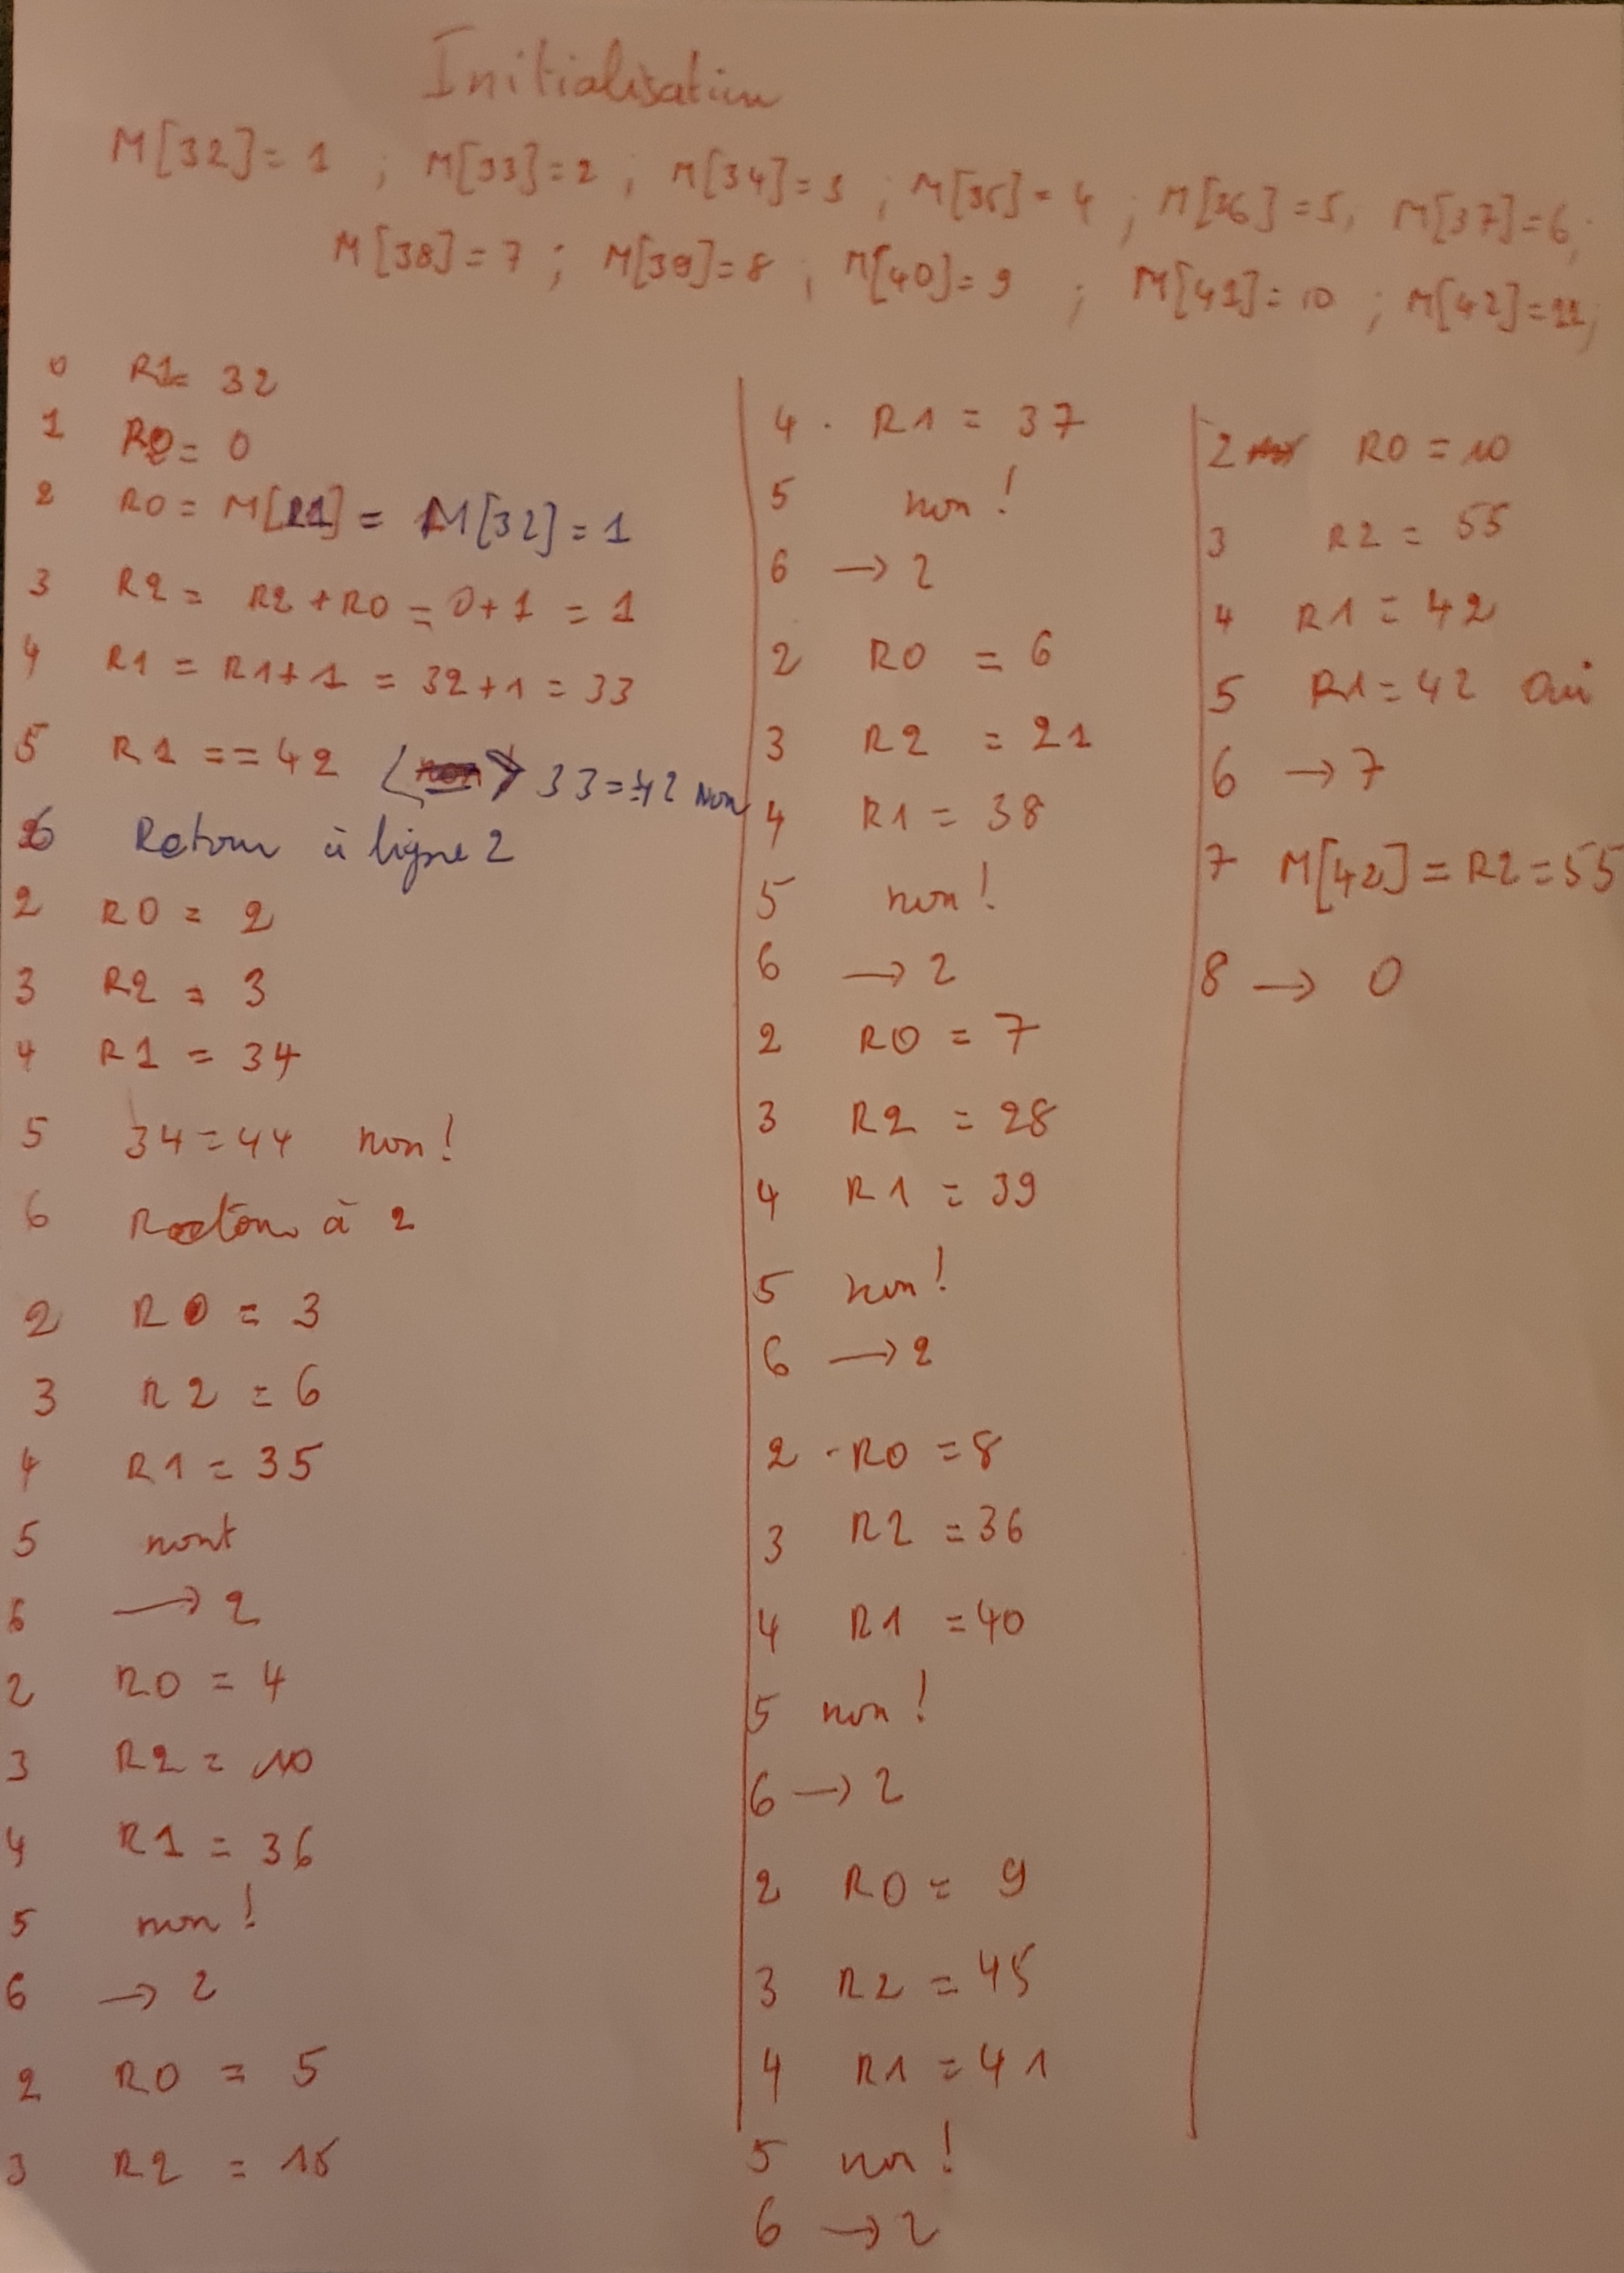 Initialisation
M[32]= 1 ; M[33]=2 ; M[34]=3 ; M[35]= 4 ; M[36]=5, M[37]=6,
M[38]=7 ; M[39]=8 ; M[40]=9 ; M[41]=10 ; M[42]=11,
0 R1= 32
1 R2= 0
2 R0= M[R1] = M[32]=1
3 R2 = R2+R0=0+1 = 1
4 R1 = R1+1 = 32+1 = 33
5 R1 ==42 33=42 Non
6 Retour à ligne 2
2 R0 = 2
3 R2 = 3
4 R1 = 34
5 34=44 non!
6 Retour à 2
2 R0 = 3
3 R2 = 6
4 R1 = 35
5 nont
6 → 2
2 R0 = 4
3 R2 = 10
4 R1 = 36
5 non!
6 → 2
2 R0 = 5
3 R2 = 15
4 . R1 = 37
5 non!
6 → 2
2 R0 = 6
3 R2 = 21
4 R1 = 38
5 non!
6 → 2
2 R0 = 7
3 R2 = 28
4 R1 = 39
5 non!
6 → 2
2 - R0 = 8
3 R2 = 36
4 R1 = 40
5 non!
6 → 2
2 R0 = 9
3 R2 = 45
4 R1 = 41
5 non!
6 → 2
2 R0 = 10
3 R2 = 55
4 R1 = 42
5 R1=42 Oui
6 → 7
7 M[42]=R2=55
8 → 0